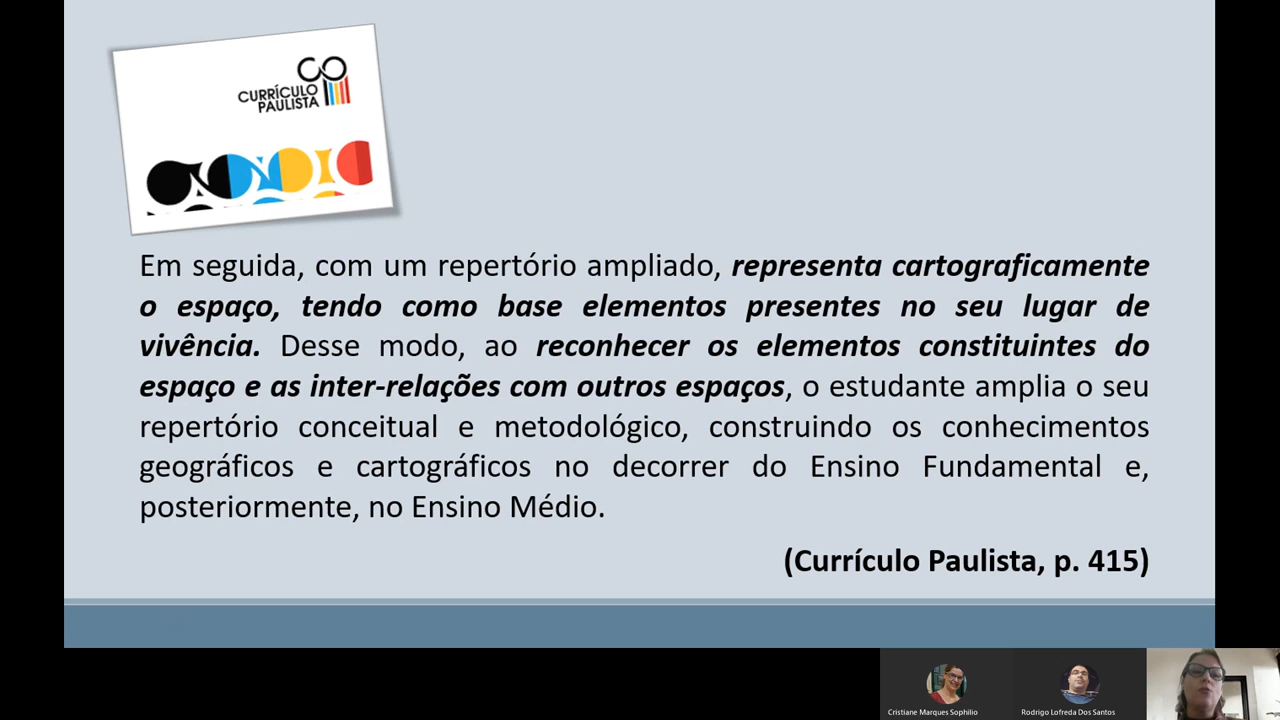 CURRÍCULO
PAULISTA
Em seguida, com um repertório ampliado, representa cartograficamente
o espaço, tendo como base elementos presentes no seu lugar de
vivência. Desse modo, ao reconhecer os elementos constituintes do
espaço e as inter-relações com outros espaços, o estudante amplia o seu
repertório conceitual e metodológico, construindo os conhecimentos
geográficos e cartográficos no decorrer do Ensino Fundamental e,
posteriormente, no Ensino Médio.
(Currículo Paulista, p. 415)
Cristiane Marques Sophilio
Rodrigo Lofreda Dos Santos